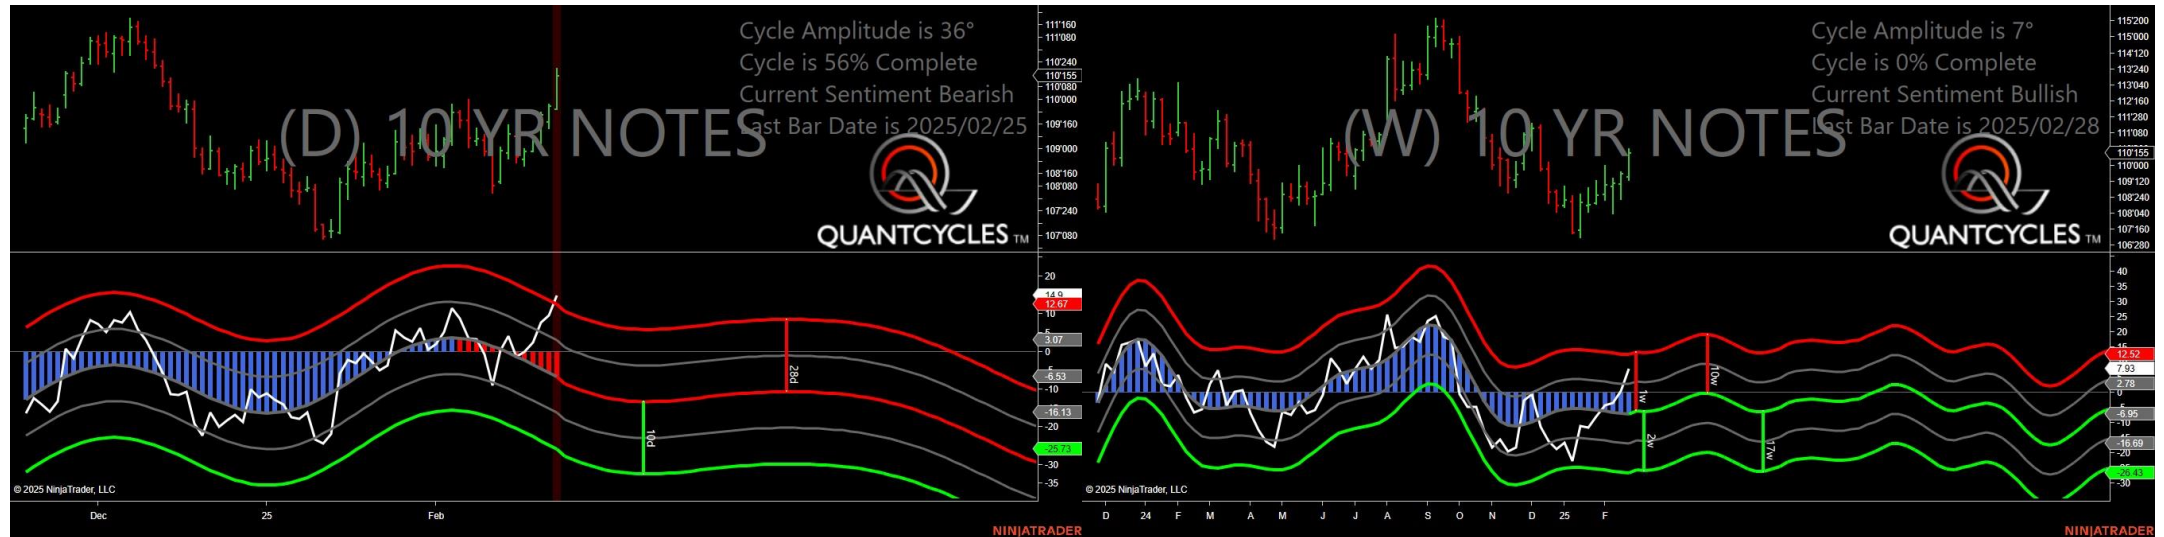 Cycle Amplitude is 36°
Cycle is 56% Complete
Current Sentiment Bearish
Last Bar Date is 2025/02/25
(D) 10 YR NOTES
QUANTCYCLES TM
111'160
111'080
110'240
110'155
110'080
110'000
109'160
109'000
108'160
108'080
107'240
107'080
20
14.9
12.67
10
5
3.07
0
-6.53
-10
-16.13
-20
-25.73
-30
-35
28d
10d
© 2025 NinjaTrader, LLC
Dec
25
Feb
NINJATRADER
Cycle Amplitude is 7°
Cycle is 0% Complete
Current Sentiment Bullish
Last Bar Date is 2025/02/28
(W) 10 YR NOTES
QUANTCYCLES TM
115'200
115'000
114'120
113'240
113'040
112'160
111'280
111'080
110'155
110'000
109'120
108'240
108'040
107'160
106'280
40
35
30
25
20
15
12.52
7.93
2.78
0
-6.95
-10
-16.69
-20
-26.43
-30
10w
1w
2w
17w
© 2025 NinjaTrader, LLC
D 24 F M A M J J A S O N D 25 F
NINJATRADER